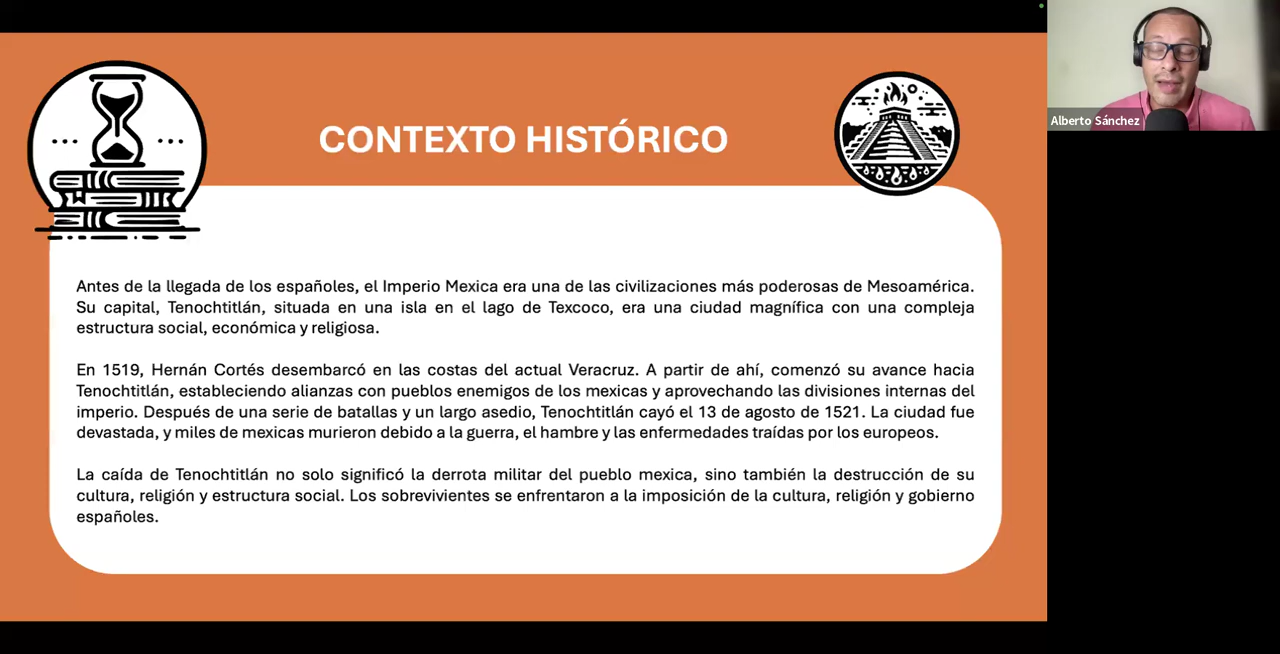 CONTEXTO HISTÓRICO
Alberto Sánchez
Antes de la llegada de los españoles, el Imperio Mexica era una de las civilizaciones más poderosas de Mesoamérica.
Su capital, Tenochtitlán, situada en una isla en el lago de Texcoco, era una ciudad magnífica con una compleja
estructura social, económica y religiosa.
En 1519, Hernán Cortés desembarcó en las costas del actual Veracruz. A partir de ahí, comenzó su avance hacia
Tenochtitlán, estableciendo alianzas con pueblos enemigos de los mexicas y aprovechando las divisiones internas del
imperio. Después de una serie de batallas y un largo asedio, Tenochtitlán cayó el 13 de agosto de 1521. La ciudad fue
devastada, y miles de mexicas murieron debido a la guerra, el hambre y las enfermedades traídas por los europeos.
La caída de Tenochtitlán no solo significó la derrota militar del pueblo mexica, sino también la destrucción de su
cultura, religión y estructura social. Los sobrevivientes se enfrentaron a la imposición de la cultura, religión y gobierno
españoles.